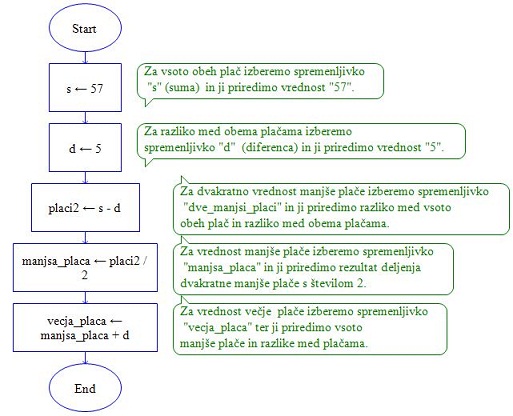 Start
s ← 57
Za vsoto obeh plač izberemo spremenljivko
"s" (suma) in ji priredimo vrednost "57".
d ← 5
Za razliko med obema plačama izberemo
spremenljivko "d" (diferenca) in ji priredimo vrednost "5".
placi2 ← s - d
Za dvakratno vrednost manjše plače izberemo spremenljivko
"dve_manjsi_placi" in ji priredimo razliko med vsoto
obeh plač in razliko med obema plačama.
manjsa_placa ← placi2 /
2
Za vrednost manjše plače izberemo spremenljivko
"manjsa_placa" in ji priredimo rezultat deljenja
dvakratne manjše plače s številom 2.
vecja_placa ←
manjsa_placa + d
Za vrednost večje plače izberemo spremenljivko
"vecja_placa" ter ji priredimo vsoto
manjše plače in razlike med plačama.
End